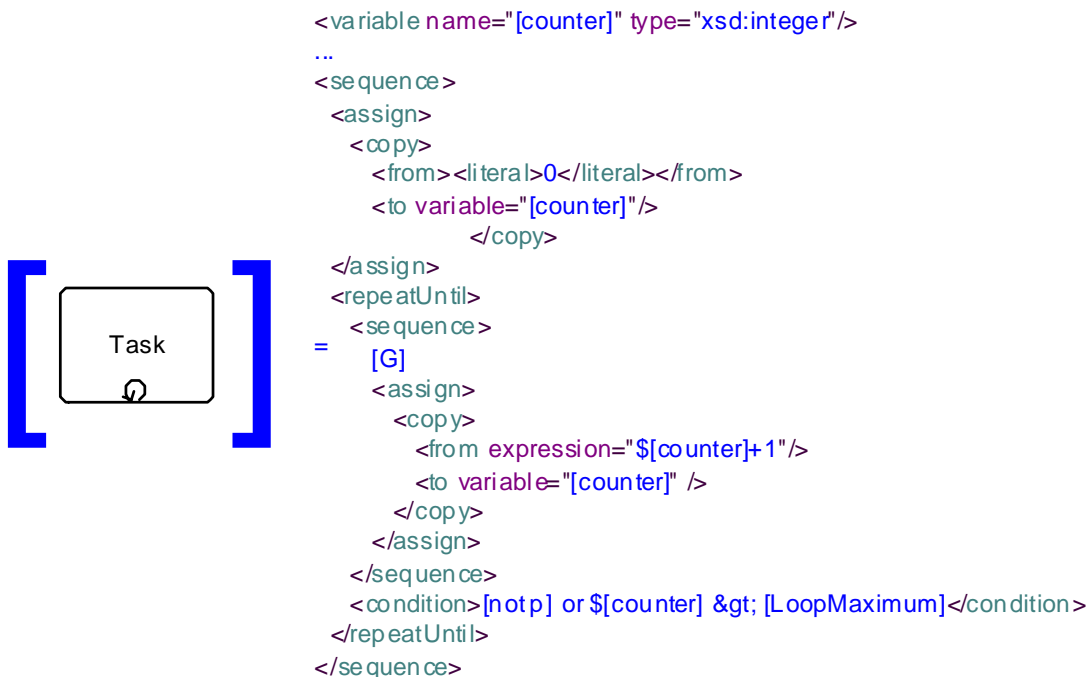 <variable name="[counter]" type="xsd:integer"/>
...
<sequence>
<assign>
<copy>
<from><literal>0</literal></from>
<to variable="[counter]"/>
</copy>
</assign>
<repeatUntil>
<sequence>
Task
=
[G]
<assign>
<copy>
<from expression="$[counter]+1"/>
<to variable="[counter]" />
</copy>
</assign>
</sequence>
<condition>[not p] or $[counter] &gt; [LoopMaximum]</condition>
</repeatUntil>
</sequence>